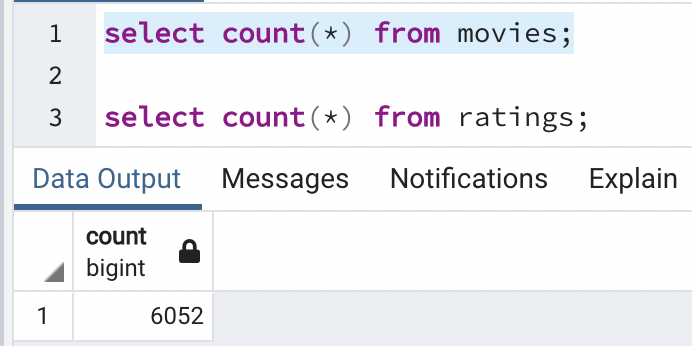 1 select count(*) from movies;
2
3 select count(*) from ratings;
Data Output Messages Notifications Explain
count
bigint
1 6052